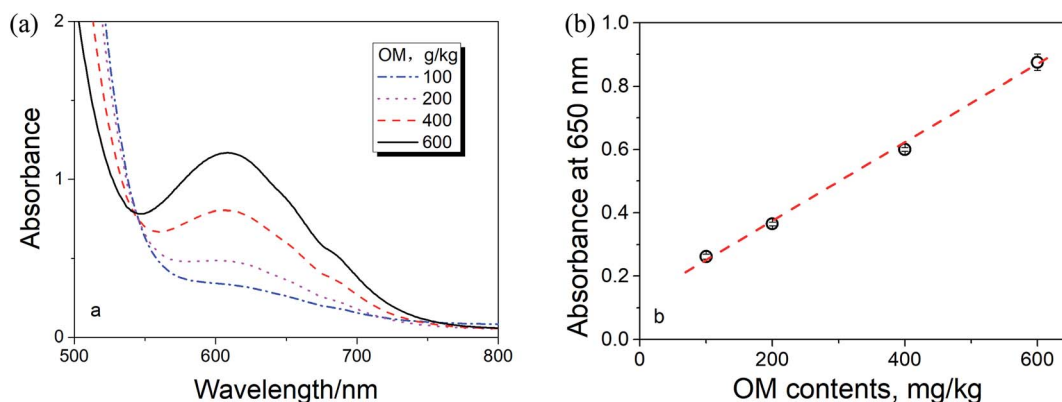 (a)
2
1
0
Absorbance
OM, g/kg
100
200
400
600
a
500 600 700 800
Wavelength/nm
(b)
1.0
0.8
0.6
0.4
0.2
0.0
Absorbance at 650 nm
b
0 200 400 600
OM contents, mg/kg